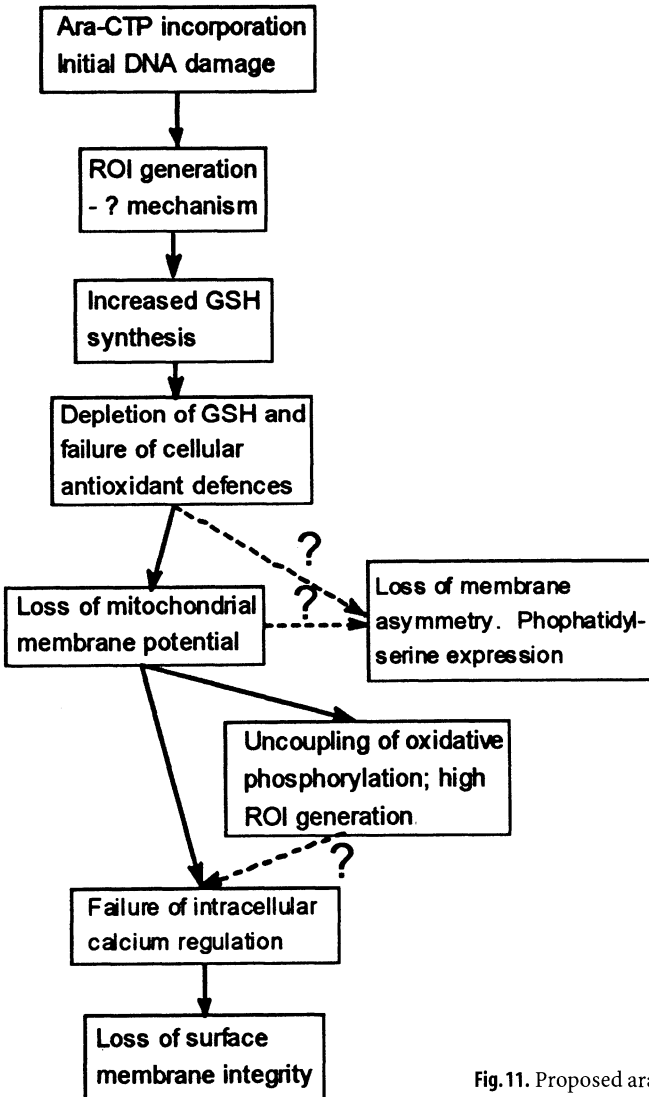 Ara-CTP incorporation
Initial DNA damage
ROI generation
- ? mechanism
Increased GSH
synthesis
Depletion of GSH and
failure of cellular
antioxidant defences
?
Loss of mitochondrial
membrane potential
?
Loss of membrane
asymmetry. Phophatidyl-
serine expression
Uncoupling of oxidative
phosphorylation; high
ROI generation
?
Failure of intracellular
calcium regulation
Loss of surface
membrane integrity
Fig. 11. Proposed ara